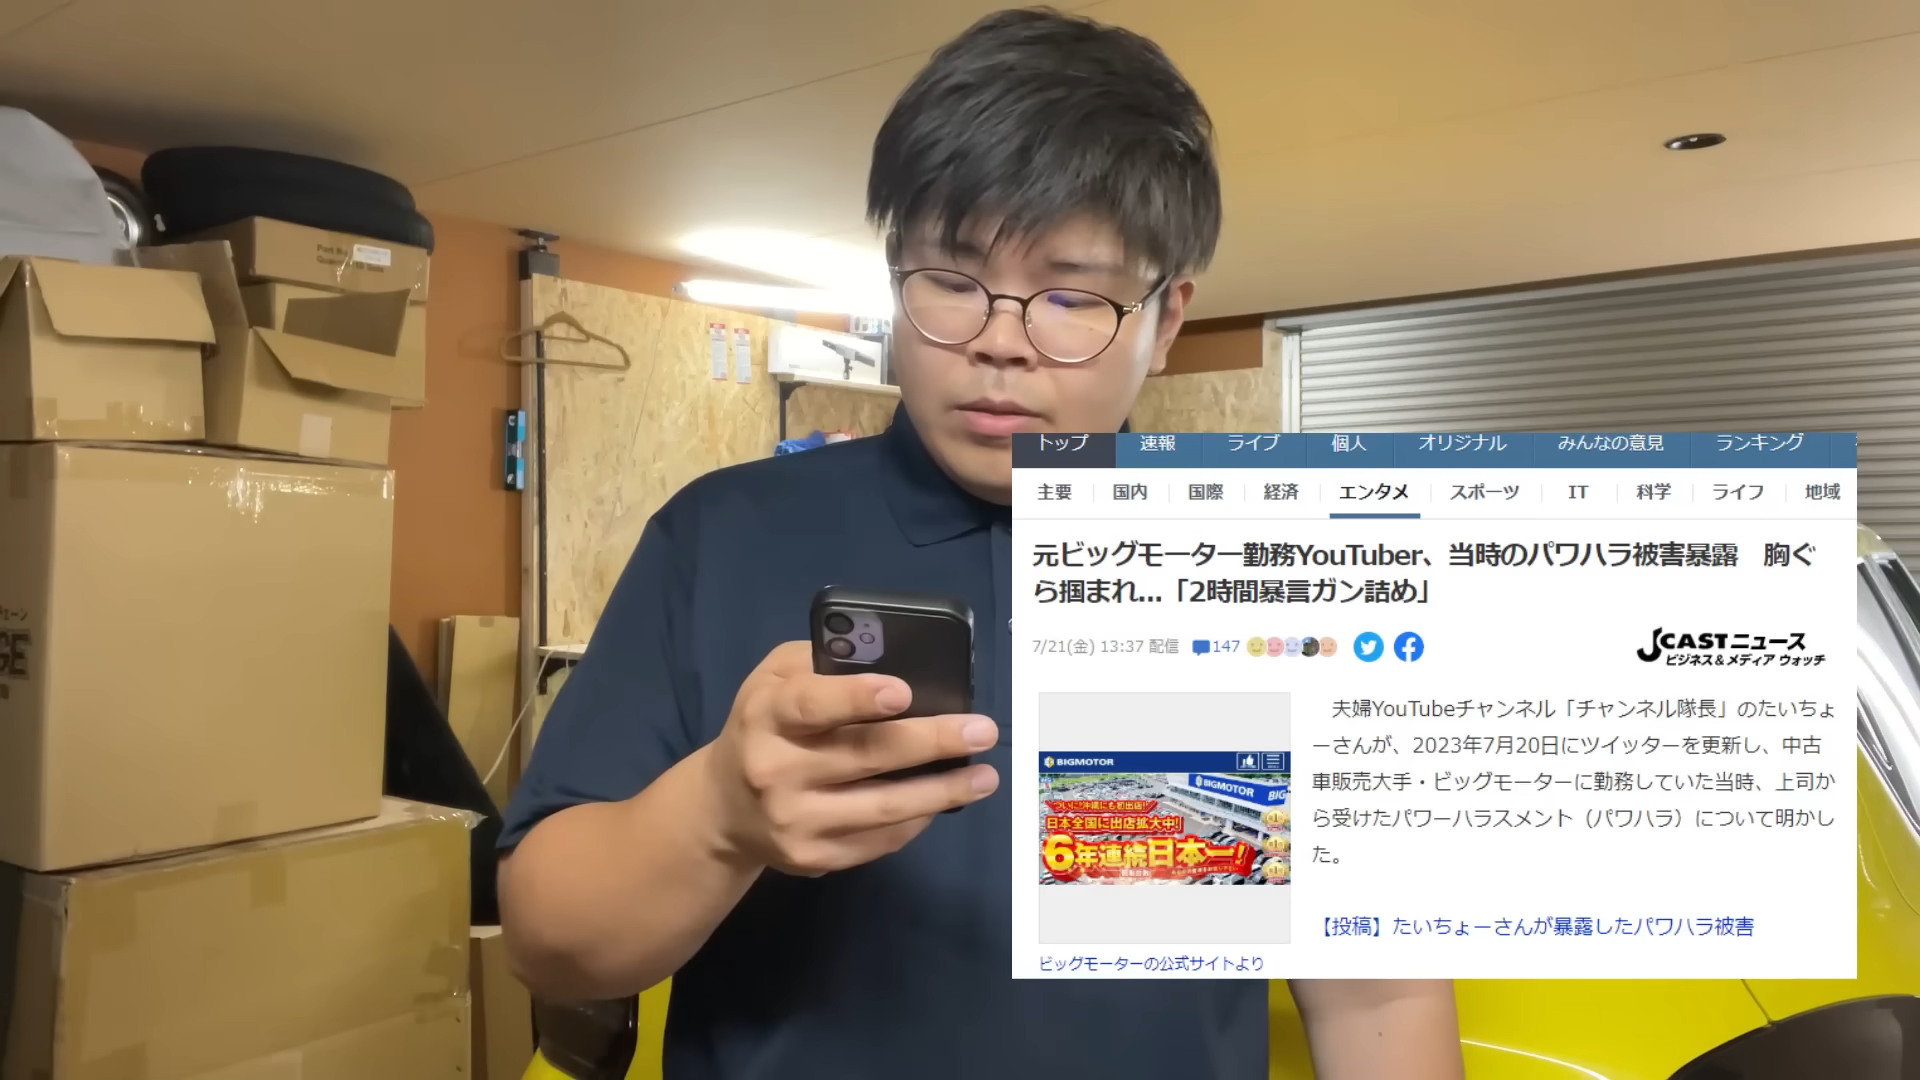 トップ 速報 ライブ 個人 オリジナル みんなの意見 ランキング
主要 国内 国際 経済 エンタメ スポーツ IT 科学 ライフ 地域
元ビッグモーター勤務YouTuber、当時のパワハラ被害暴露 胸ぐ
ら掴まれ...「2時間暴言ガン詰め」
7/21(金) 13:37 配信 147
J CASTニュース
ビジネス&メディア ウォッチ
夫婦YouTubeチャンネル「チャンネル隊長」のたいちょ
ーさんが、2023年7月20日にツイッターを更新し、中古
車販売大手・ビッグモーターに勤務していた当時、上司か
ら受けたパワーハラスメント（パワハラ）について明かし
た。
【投稿】たいちょーさんが暴露したパワハラ被害
BIGMOTOR
BIGMOTOR BIG
ついに!沖縄にも初出店!
日本全国に出店拡大中!
6年連続日本一!
ビッグモーターの公式サイトより